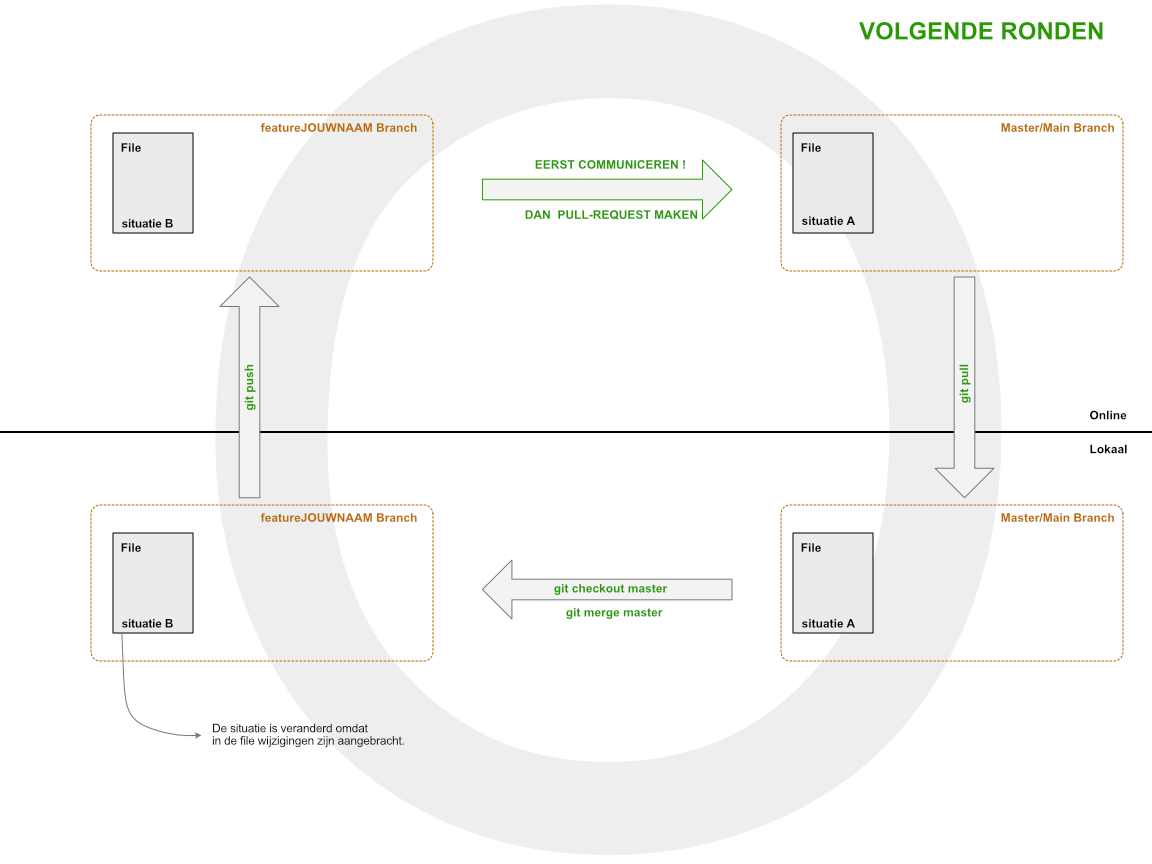 VOLGENDE RONDEN
featureJOUWNAAM Branch
File
situatie B
EERST COMMUNICEREN !
DAN  PULL-REQUEST MAKEN
Master/Main Branch
File
situatie A
git push
git pull
Online
Lokaal
featureJOUWNAAM Branch
File
situatie B
git checkout master
git merge master
Master/Main Branch
File
situatie A
De situatie is veranderd omdat
in de file wijzigingen zijn aangebracht.